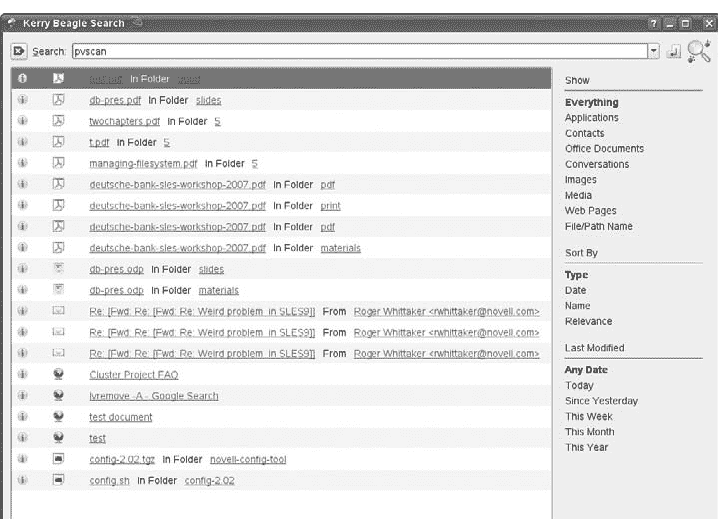 Kerry Beagle Search
Search: pvscan
In Folder
db-pres.pdf In Folder slides
twochapters.pdf In Folder 5
t.pdf In Folder 5
managing-filesystem.pdf In Folder 5
deutsche-bank-sles-workshop-2007.pdf In Folder pdf
deutsche-bank-sles-workshop-2007.pdf In Folder print
deutsche-bank-sles-workshop-2007.pdf In Folder pdf
deutsche-bank-sles-workshop-2007.pdf In Folder materials
db-pres.odp In Folder slides
db-pres.odp In Folder materials
Re: [Fwd: Re: [Fwd: Re: Weird problem in SLES9]] From Roger Whittaker <rwhittaker@novell.com>
Re: [Fwd: Re: [Fwd: Re: Weird problem in SLES9]] From Roger Whittaker <rwhittaker@novell.com>
Re: [Fwd: Re: [Fwd: Re: Weird problem in SLES9]] From Roger Whittaker <rwhittaker@novell.com>
Cluster Project FAQ
lvremove -A - Google Search
test document
test
config-2.02.tgz In Folder novell-config-tool
config.sh In Folder config-2.02
Show
Everything
Applications
Contacts
Office Documents
Conversations
Images
Media
Web Pages
File/Path Name
Sort By
Type
Date
Name
Relevance
Last Modified
Any Date
Today
Since Yesterday
This Week
This Month
This Year